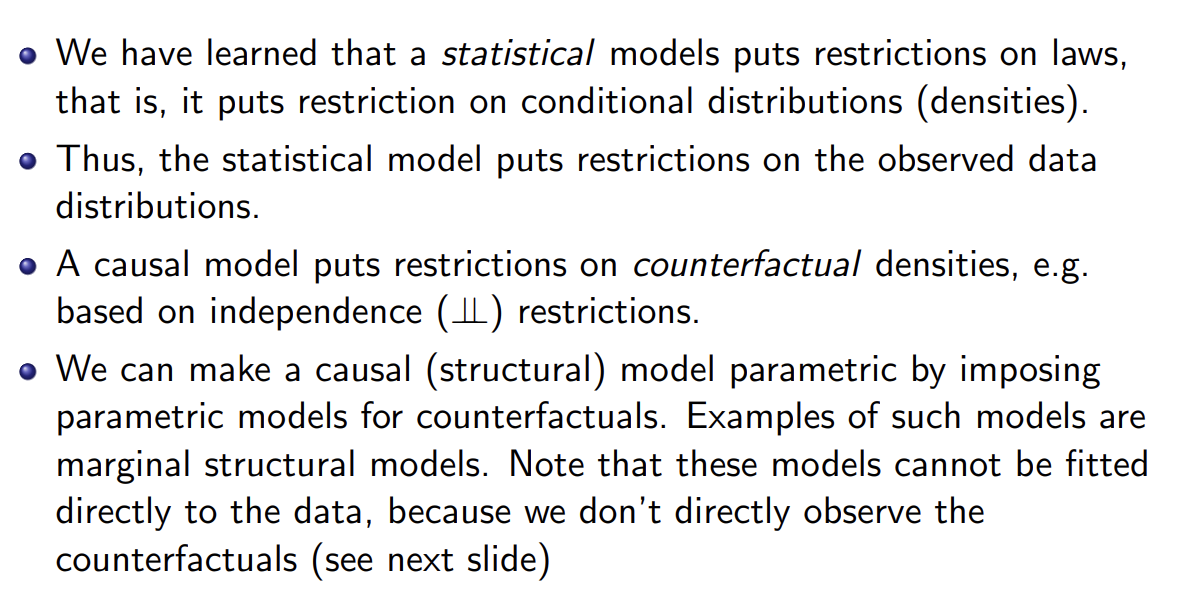 We have learned that a statistical models puts restrictions on laws,
that is, it puts restriction on conditional distributions (densities).
Thus, the statistical model puts restrictions on the observed data
distributions.
A causal model puts restrictions on counterfactual densities, e.g.
based on independence (⊥⊥) restrictions.
We can make a causal (structural) model parametric by imposing
parametric models for counterfactuals. Examples of such models are
marginal structural models. Note that these models cannot be fitted
directly to the data, because we don't directly observe the
counterfactuals (see next slide)